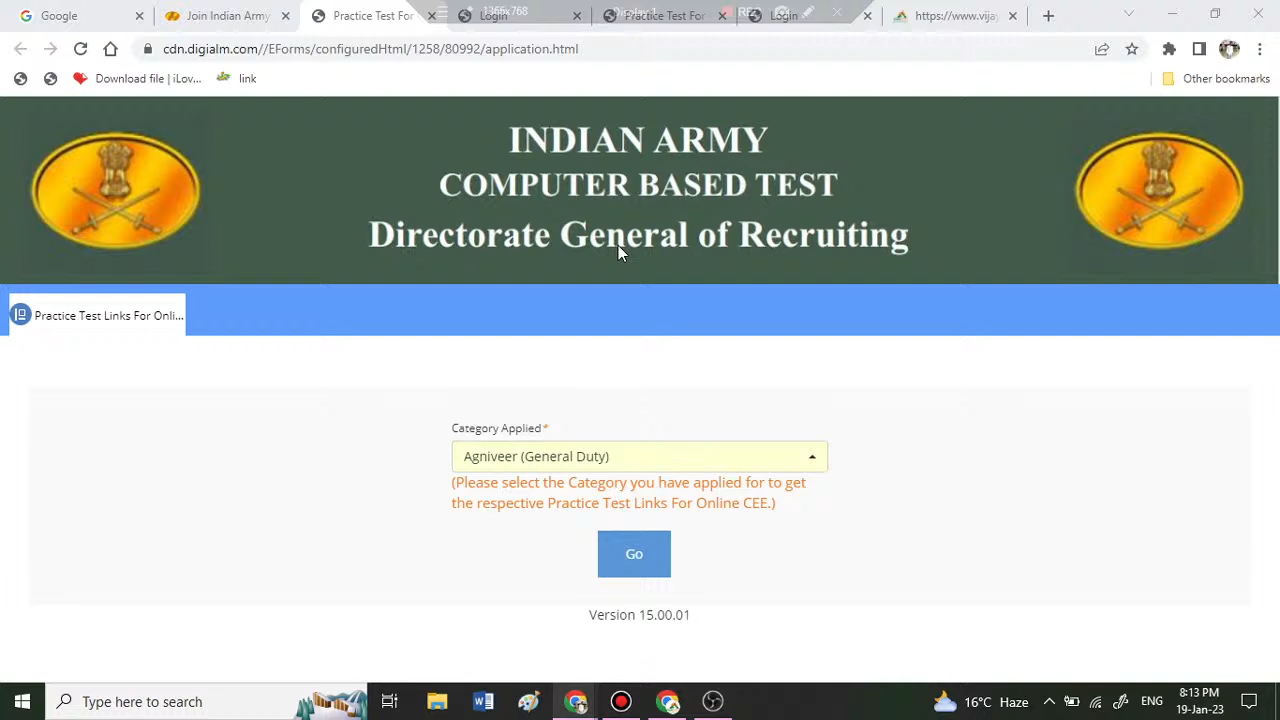 Google
Join Indian Army
Practice Test For
Login
Practice Test For
Login
https://www.vijay
1366x768
cdn.digialm.com//EForms/configuredHtml/1258/80992/application.html
Download file | iLov...
link
Other bookmarks
INDIAN ARMY
COMPUTER BASED TEST
Directorate General of Recruiting
Practice Test Links For Onli...
Category Applied*
Agniveer (General Duty)
(Please select the Category you have applied for to get
the respective Practice Test Links For Online CEE.)
Go
Version 15.00.01
Type here to search
16°C Haze
ENG
8:13 PM
19-Jan-23